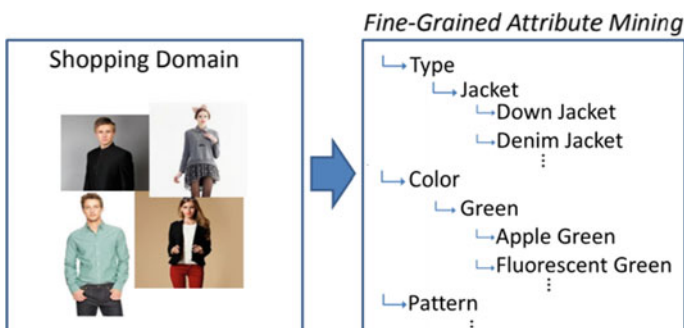 Fine-Grained Attribute Mining
Shopping Domain
Type
Jacket
Down Jacket
Denim Jacket
Color
Green
Apple Green
Fluorescent Green
Pattern